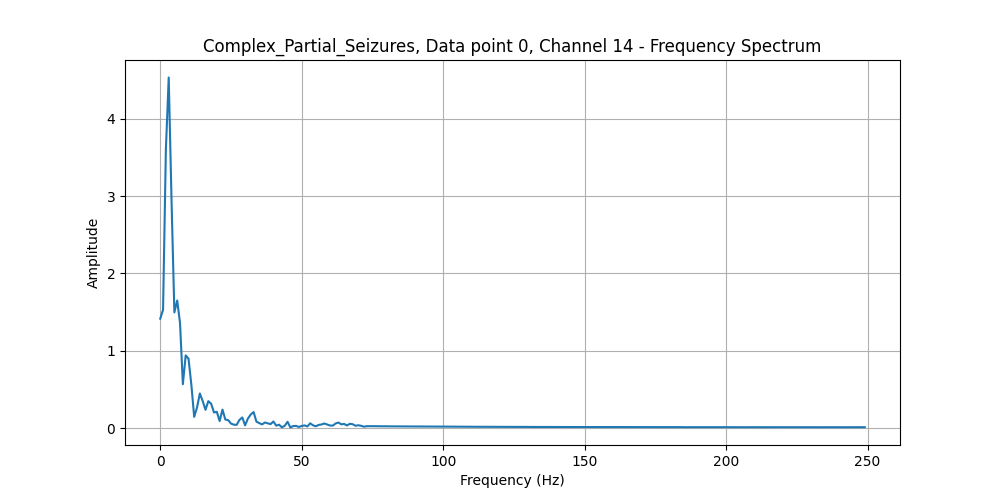 Complex_Partial_Seizures, Data point 0, Channel 14 - Frequency Spectrum
4
3
2
1
0
Amplitude
0 50 100 150 200 250
Frequency (Hz)